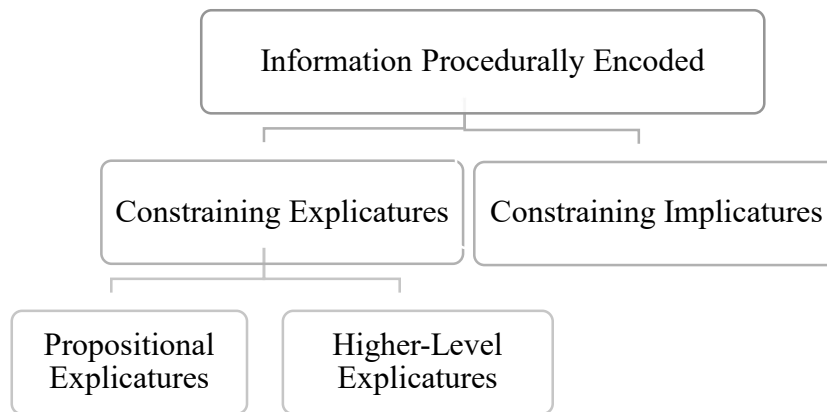 Information Procedurally Encoded
Constraining Explicatures
Constraining Implicatures
Propositional
Explicatures
Higher-Level
Explicatures